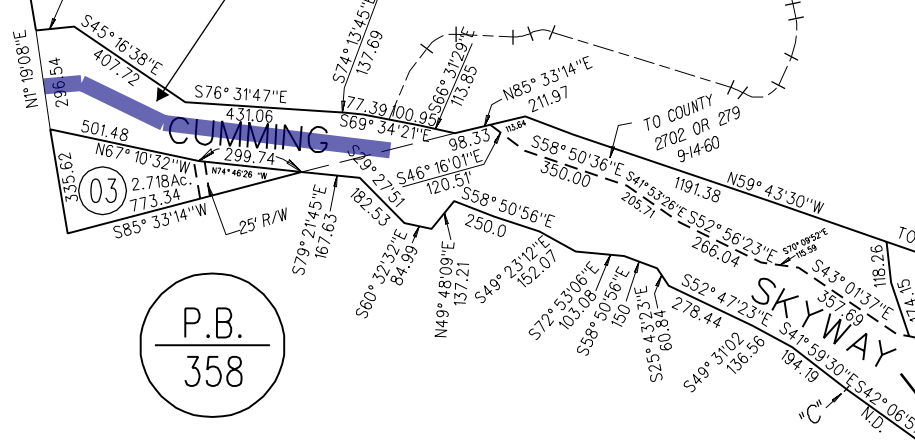 N1° 19'08"E
296.54
S45° 16'38"E
407.72
S76° 31'47"E
431.06
CUMMING
S74° 13'45"E
137.69
77.39
100.95
S69° 34'21"E
S66° 31'29"E
113.85
N85° 33'14"E
211.97
98.33
115.64
S46° 16'01"E
120.51'
TO COUNTY
2702 OR 279
9-14-60
S58° 50'36"E
350.00
1191.38
N59° 43'30"W
TO
501.48
N67° 10'32"W
299.74
N74° 46'26 "W
335.62
03
2.718Ac.
773.34
S85° 33'14"W
25' R/W
S29° 27'51
182.53
S79° 21'45"E
167.63
S60° 32'32"E
84.99
N49° 48'09"E
137.21
S58° 50'56"E
250.0
S49° 23'12"E
152.07
S72° 53'06"E
103.08
S58° 50'56"E
150
S25° 43'23"E
60.84
S41° 53'26"E
205.71
S52° 56'23"E
266.04
S70° 09'52"E
115.59
118.26
S43° 01'37"E
357.69
SKYWAY
S52° 47'23"E
278.44
S49° 31'02
136.56
S41° 59'30"E
194.19
S42° 06'5
N.D.
"C"
P.B.
358